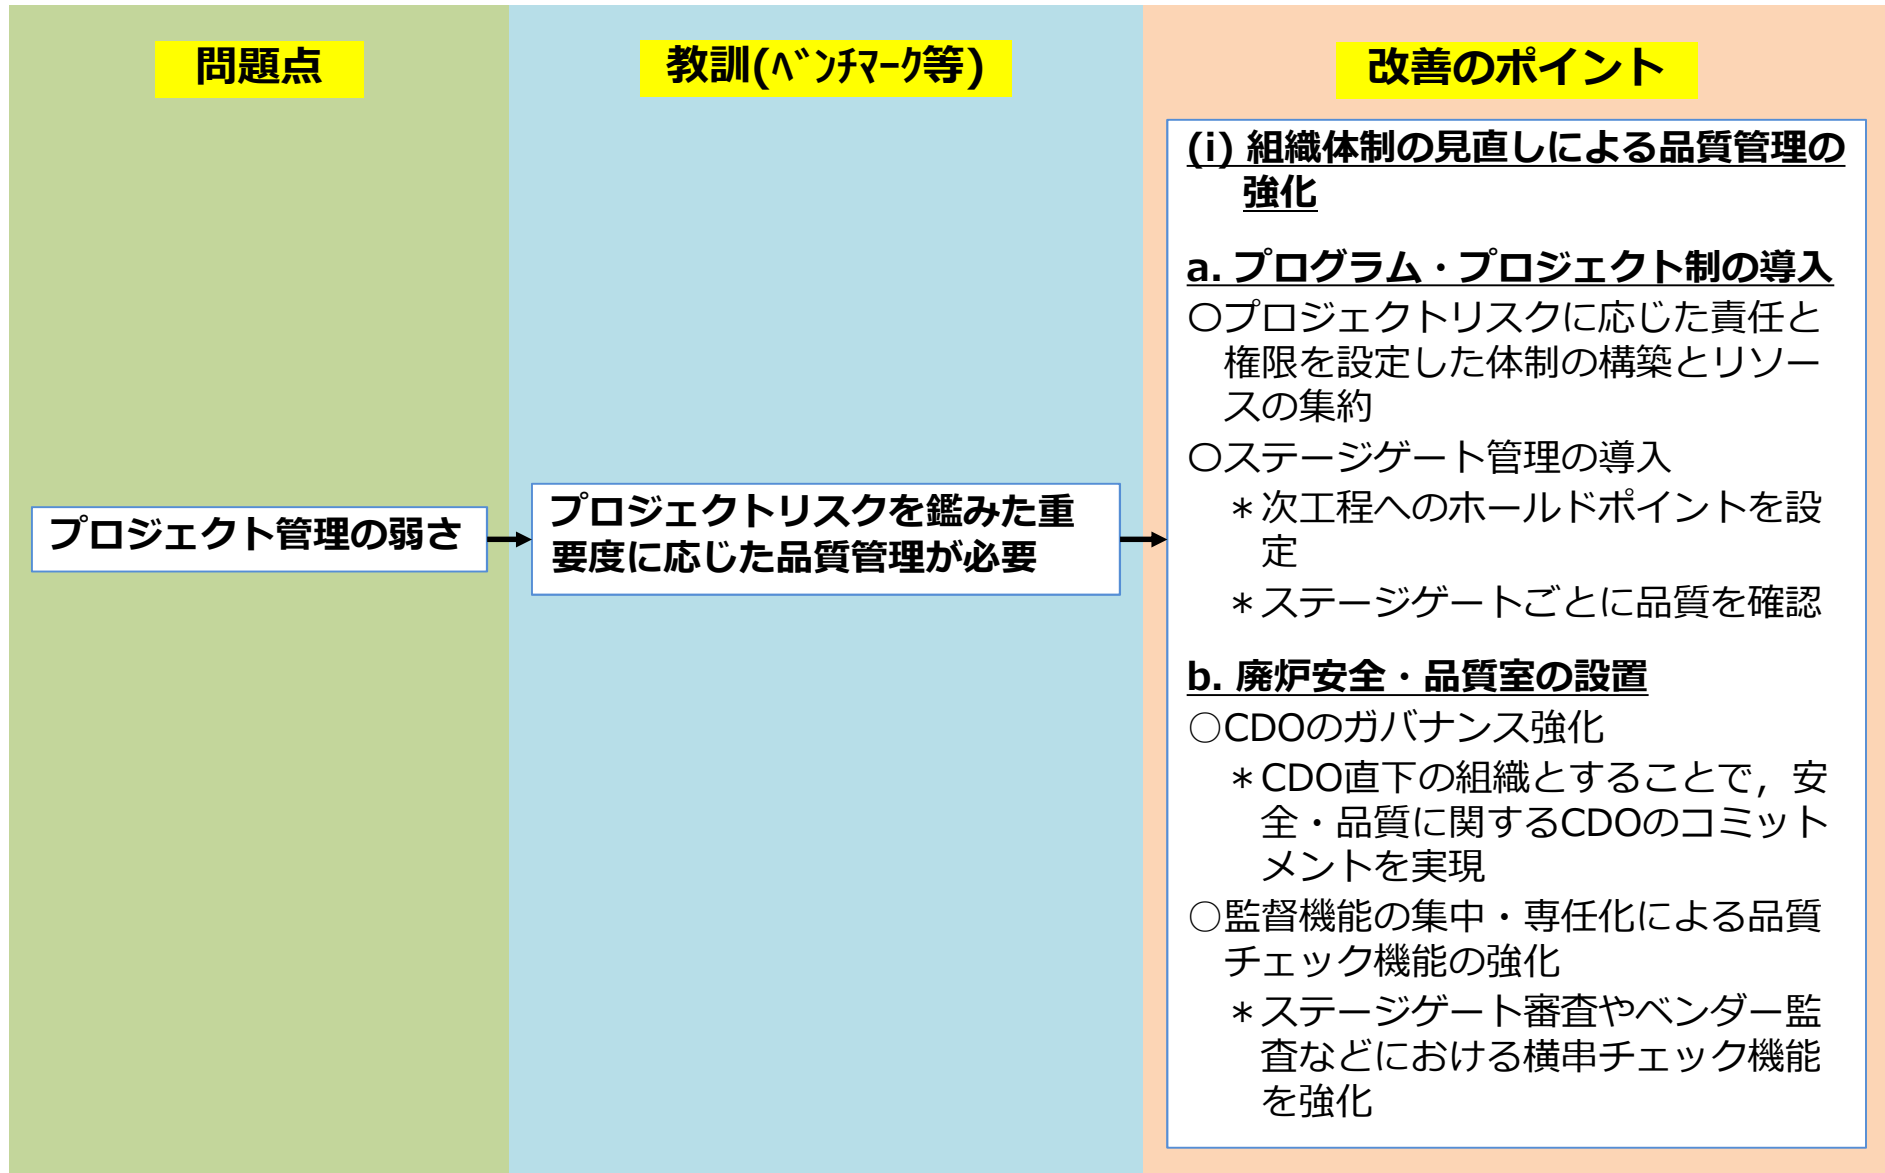 問題点
教訓(ﾍﾞﾝﾁﾏｰｸ等)
改善のポイント
プロジェクト管理の弱さ
プロジェクトリスクを鑑みた重
要度に応じた品質管理が必要
(i) 組織体制の見直しによる品質管理の
強化
a. プログラム・プロジェクト制の導入
〇プロジェクトリスクに応じた責任と
権限を設定した体制の構築とリソー
スの集約
〇ステージゲート管理の導入
＊次工程へのホールドポイントを設
定
＊ステージゲートごとに品質を確認
b. 廃炉安全・品質室の設置
○CDOのガバナンス強化
＊CDO直下の組織とすることで，安
全・品質に関するCDOのコミット
メントを実現
○監督機能の集中・専任化による品質
チェック機能の強化
＊ステージゲート審査やベンダー監
査などにおける横串チェック機能
を強化